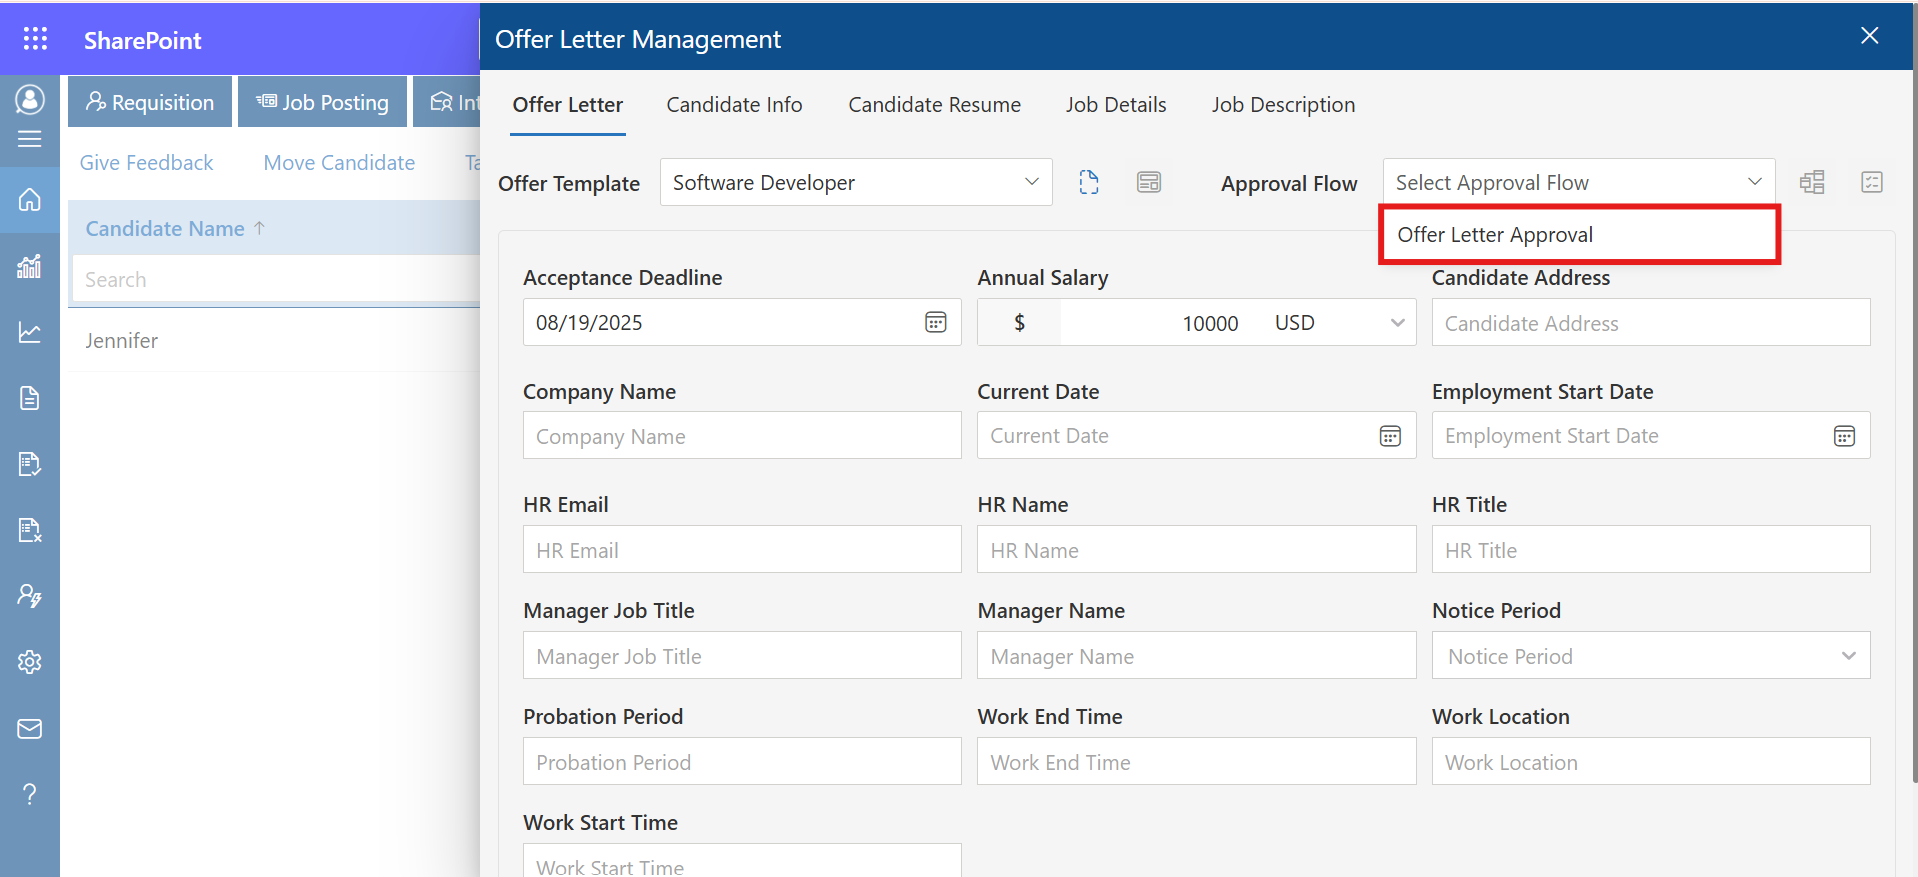 SharePoint
Offer Letter Management
Requisition
Job Posting
Int
Offer Letter
Candidate Info
Candidate Resume
Job Details
Job Description
Give Feedback
Move Candidate
Ta
Offer Template
Software Developer
Approval Flow
Select Approval Flow
Offer Letter Approval
Candidate Name ↑
Search
Jennifer
Acceptance Deadline
Annual Salary
Candidate Address
08/19/2025
$
10000
USD
Candidate Address
Company Name
Current Date
Employment Start Date
Company Name
Current Date
Employment Start Date
HR Email
HR Name
HR Title
HR Email
HR Name
HR Title
Manager Job Title
Manager Name
Notice Period
Manager Job Title
Manager Name
Notice Period
Probation Period
Work End Time
Work Location
Probation Period
Work End Time
Work Location
Work Start Time
Work Start Time